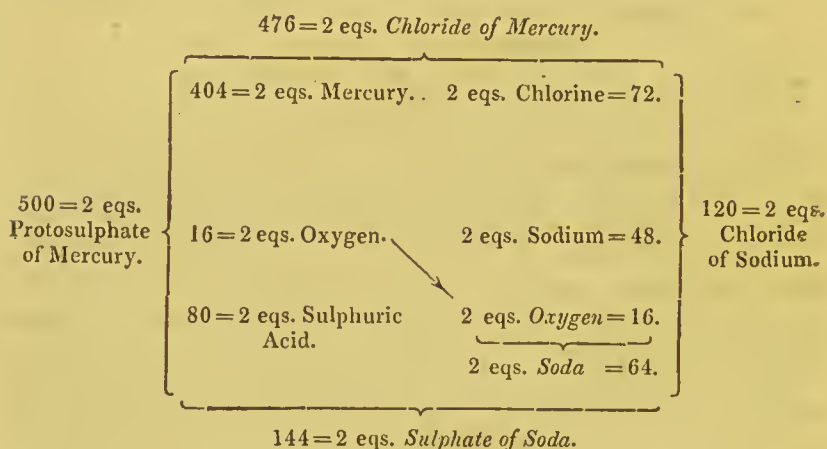 476=2 eqs. Chloride of Mercury.
404=2 eqs. Mercury.. 2 eqs. Chlorine=72.
500=2 eqs.
Protosulphate
of Mercury.
16=2 eqs. Oxygen. 2 eqs. Sodium=48.
120=2 eqs.
Chloride
of Sodium.
80=2 eqs. Sulphuric
Acid.
2 eqs. Oxygen=16.
2 eqs. Soda =64.
144=2 eqs. Sulphate of Soda.